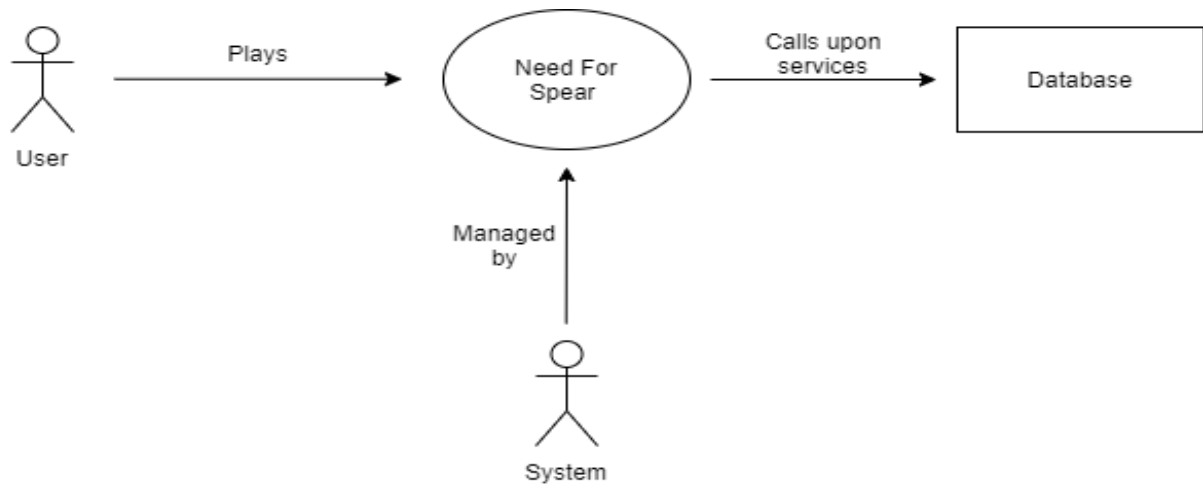 Plays
Need For
Spear
Calls upon
services
Database
User
Managed
by
System